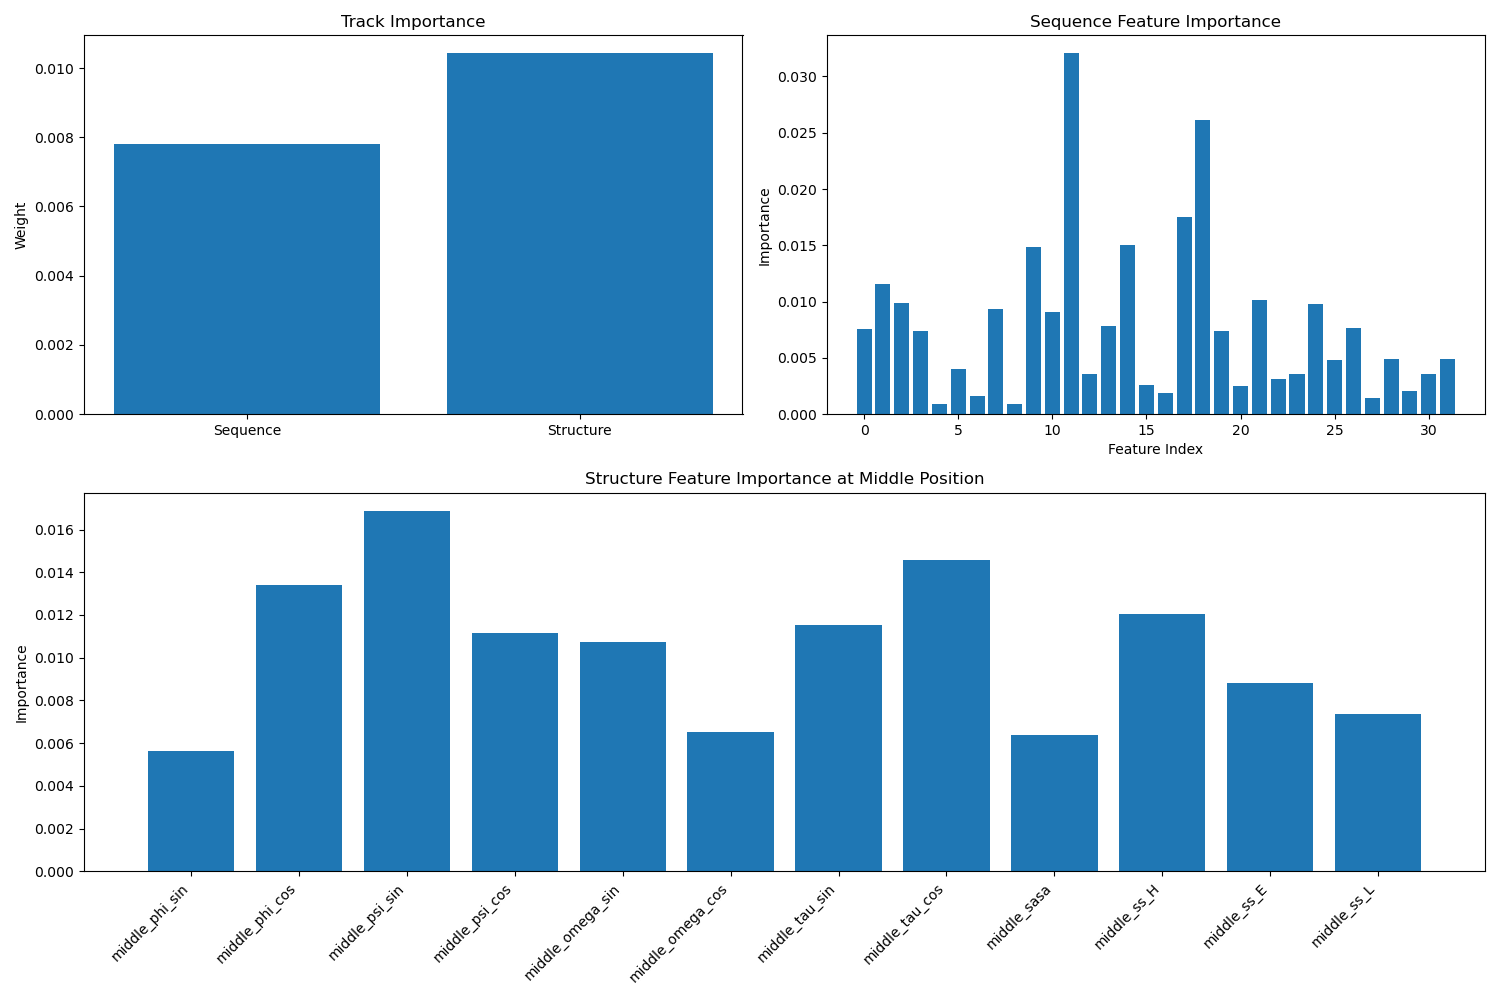 Track Importance
Weight
0.010
0.008
0.006
0.004
0.002
0.000
Sequence Structure
Sequence Feature Importance
Importance
0.030
0.025
0.020
0.015
0.010
0.005
0.000
0 5 10 15 20 25 30
Feature Index
Structure Feature Importance at Middle Position
Importance
0.016
0.014
0.012
0.010
0.008
0.006
0.004
0.002
0.000
middle_phi_sin
middle_phi_cos
middle_psi_sin
middle_psi_cos
middle_omega_sin
middle_omega_cos
middle_tau_sin
middle_tau_cos
middle_sasa
middle_ss_H
middle_ss_E
middle_ss_L